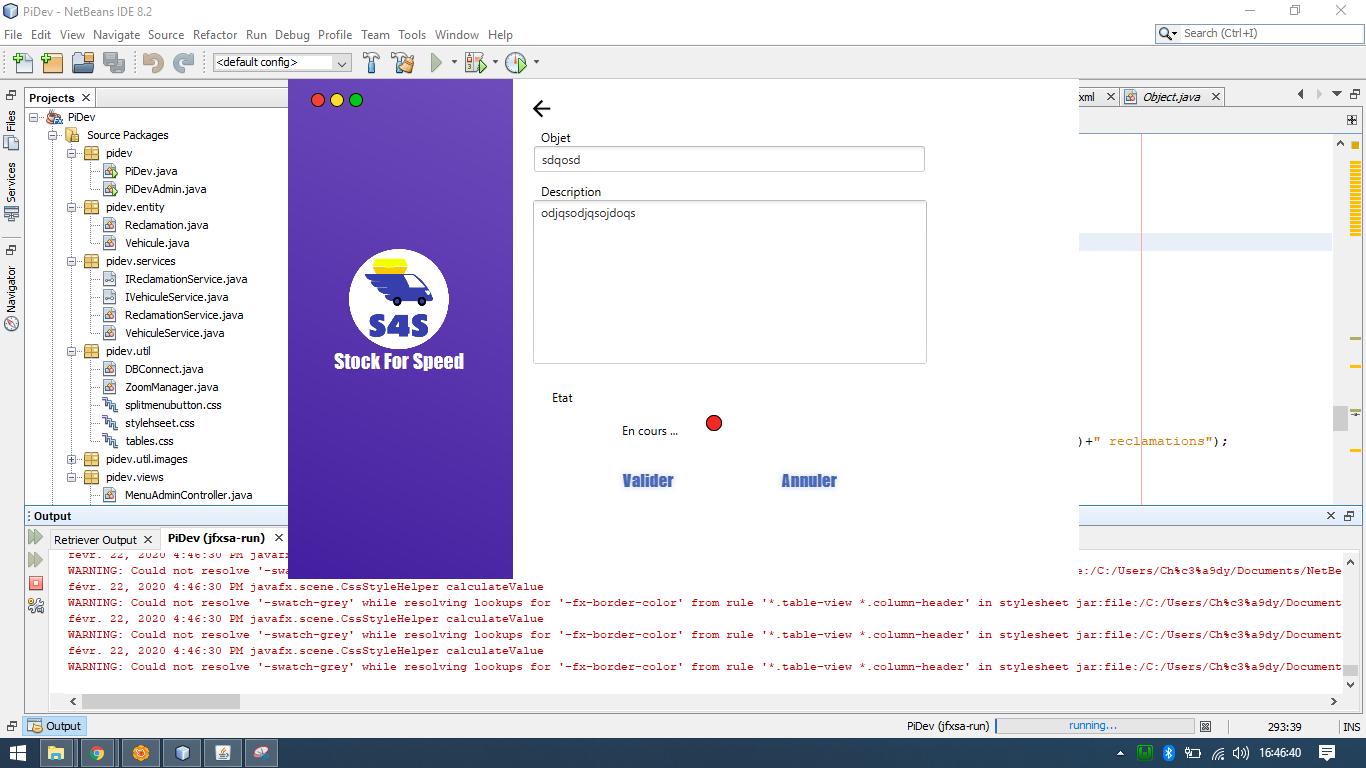 PiDev - NetBeans IDE 8.2
File Edit View Navigate Source Refactor Run Debug Profile Team Tools Window Help
Search (Ctrl+I)
<default config>
Files
Services
Navigator
Projects
PiDev
Source Packages
pidev
PiDev.java
PiDevAdmin.java
pidev.entity
Reclamation.java
Vehicule.java
pidev.services
IReclamationService.java
IVehiculeService.java
ReclamationService.java
VehiculeService.java
pidev.util
DBConnect.java
ZoomManager.java
splitmenubutton.css
stylehseet.css
tables.css
pidev.util.images
pidev.views
MenuAdminController.java
S4S
Stock For Speed
Objet
sdqosd
Description
odjqsodjqsojdoqs
Etat
En cours ...
Valider
Annuler
xml
Object.java
)+" reclamations");
Output
Retriever Output
PiDev (jfxsa-run)
févr. 22, 2020 4:46:30 PM javaf
WARNING: Could not resolve '-sw
e:/C:/Users/Ch%c3%a9dy/Documents/NetBe
févr. 22, 2020 4:46:30 PM javafx.scene.CssStyleHelper calculateValue
WARNING: Could not resolve '-swatch-grey' while resolving lookups for '-fx-border-color' from rule '*.table-view *.column-header' in stylesheet jar:file:/C:/Users/Ch%c3%a9dy/Document
févr. 22, 2020 4:46:30 PM javafx.scene.CssStyleHelper calculateValue
WARNING: Could not resolve '-swatch-grey' while resolving lookups for '-fx-border-color' from rule '*.table-view *.column-header' in stylesheet jar:file:/C:/Users/Ch%c3%a9dy/Document
févr. 22, 2020 4:46:30 PM javafx.scene.CssStyleHelper calculateValue
WARNING: Could not resolve '-swatch-grey' while resolving lookups for '-fx-border-color' from rule '*.table-view *.column-header' in stylesheet jar:file:/C:/Users/Ch%c3%a9dy/Document
Output
PiDev (jfxsa-run)
running...
293:39
INS
16:46:40